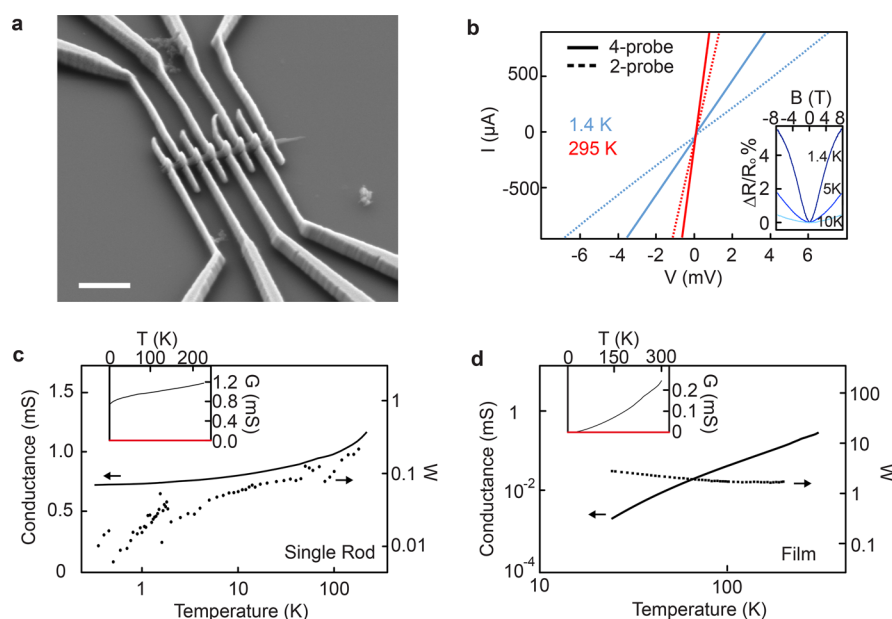 a
b
4-probe
2-probe
1.4 K
295 K
I (µA)
500
0
-500
-6 -4 -2 0 2 4 6
V (mV)
B (T)
-8 -4 0 4 8
ΔR/R₀ %
4
2
0
1.4K
5K
10K
c
T (K)
0 100 200
1.2
0.8
0.4
0.0
G (mS)
Conductance (mS)
1.5
1.0
0.5
0
1
0.1
0.01
W
Single Rod
1 10 100
Temperature (K)
d
T (K)
0 150 300
0.2
0.1
0
G (mS)
Conductance (mS)
1
10⁻²
10⁻⁴
100
10
1
0.1
W
Film
10 100
Temperature (K)